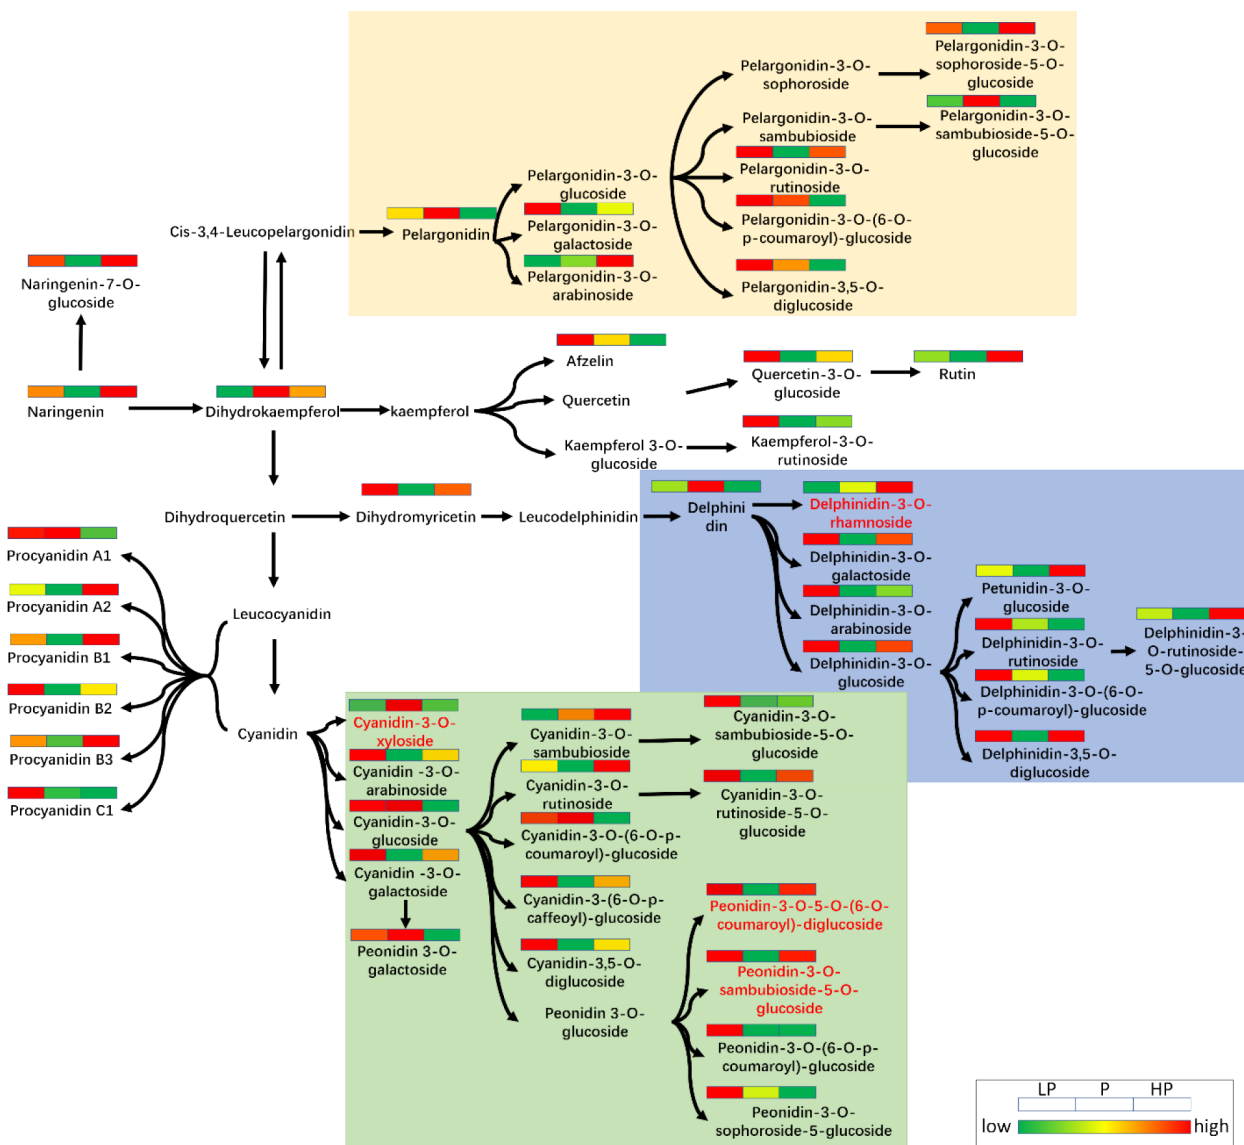 Pelargonidin-3-O-
sophoroside
Pelargonidin-3-O-
sophoroside-5-O-
glucoside
Pelargonidin-3-O-
sambubioside
Pelargonidin-3-O-
sambubioside-5-O-
glucoside
Pelargonidin-3-O-
rutinoside
Pelargonidin-3-O-(6-O-
p-coumaroyl)-glucoside
Pelargonidin-3,5-O-
diglucoside
Pelargonidin-3-O-
glucoside
Pelargonidin-3-O-
galactoside
Pelargonidin-3-O-
arabinoside
Cis-3,4-Leucopelargonidin
Pelargonidin
Naringenin-7-O-
glucoside
Naringenin
Dihydrokaempferol
kaempferol
Afzelin
Quercetin
Quercetin-3-O-
glucoside
Rutin
Kaempferol 3-O-
glucoside
Kaempferol-3-O-
rutinoside
Dihydroquercetin
Dihydromyricetin
Leucodelphinidin
Delphini
din
Delphinidin-3-O-
rhamnoside
Delphinidin-3-O-
galactoside
Delphinidin-3-O-
arabinoside
Delphinidin-3-O-
glucoside
Petunidin-3-O-
glucoside
Delphinidin-3-O-
rutinoside
Delphinidin-3-
O-rutinoside-
5-O-glucoside
Delphinidin-3-O-(6-O-
p-coumaroyl)-glucoside
Delphinidin-3,5-O-
diglucoside
Procyanidin A1
Procyanidin A2
Procyanidin B1
Procyanidin B2
Procyanidin B3
Procyanidin C1
Leucocyanidin
Cyanidin
Cyanidin-3-O-
xyloside
Cyanidin -3-O-
arabinoside
Cyanidin-3-O-
glucoside
Cyanidin -3-O-
galactoside
Peonidin 3-O-
galactoside
Cyanidin-3-O-
sambubioside
Cyanidin-3-O-
rutinoside
Cyanidin-3-O-(6-O-p-
coumaroyl)-glucoside
Cyanidin-3-(6-O-p-
caffeoyl)-glucoside
Cyanidin-3,5-O-
diglucoside
Peonidin 3-O-
glucoside
Cyanidin-3-O-
sambubioside-5-O-
glucoside
Cyanidin-3-O-
rutinoside-5-O-
glucoside
Peonidin-3-O-5-O-(6-O-
coumaroyl)-diglucoside
Peonidin-3-O-
sambubioside-5-O-
glucoside
Peonidin-3-O-(6-O-p-
coumaroyl)-glucoside
Peonidin-3-O-
sophoroside-5-glucoside
LP P HP
low high